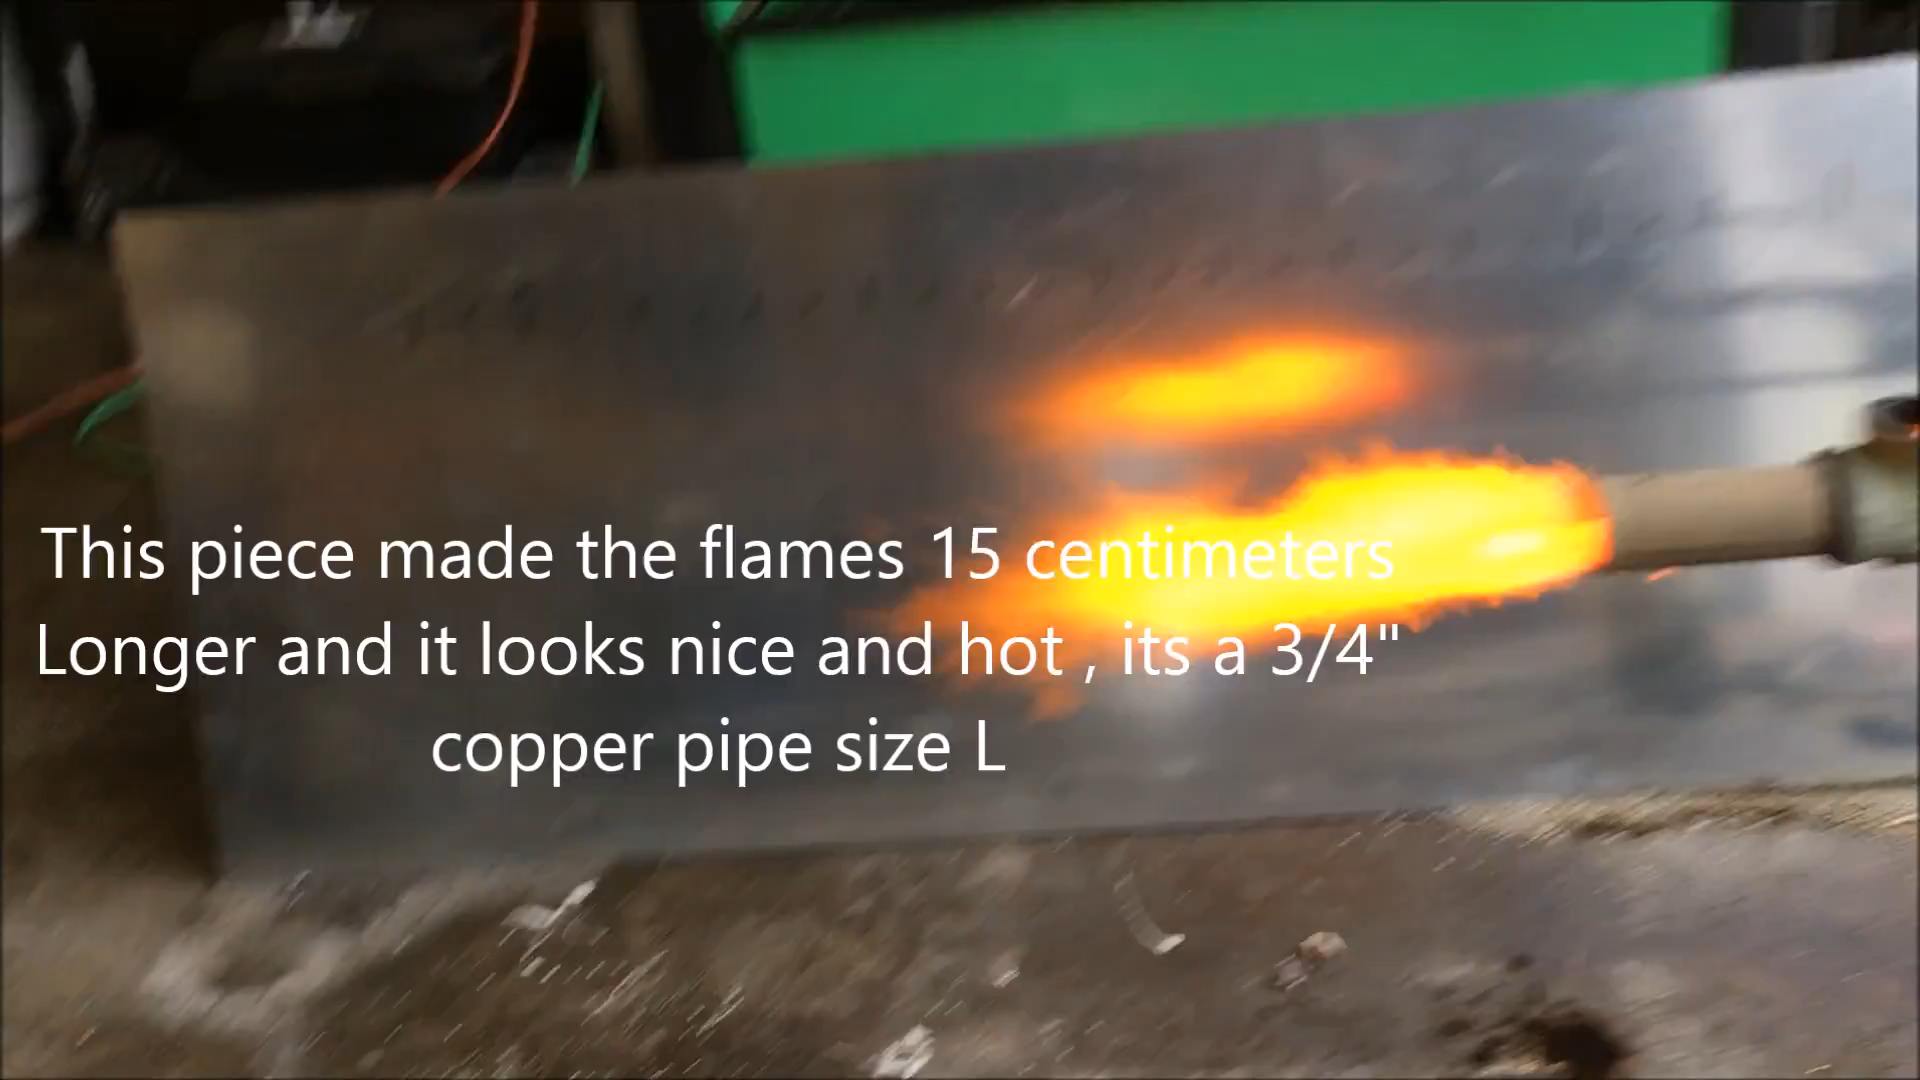 This piece made the flames 15 centimeters
Longer and it looks nice and hot , its a 3/4"
copper pipe size L